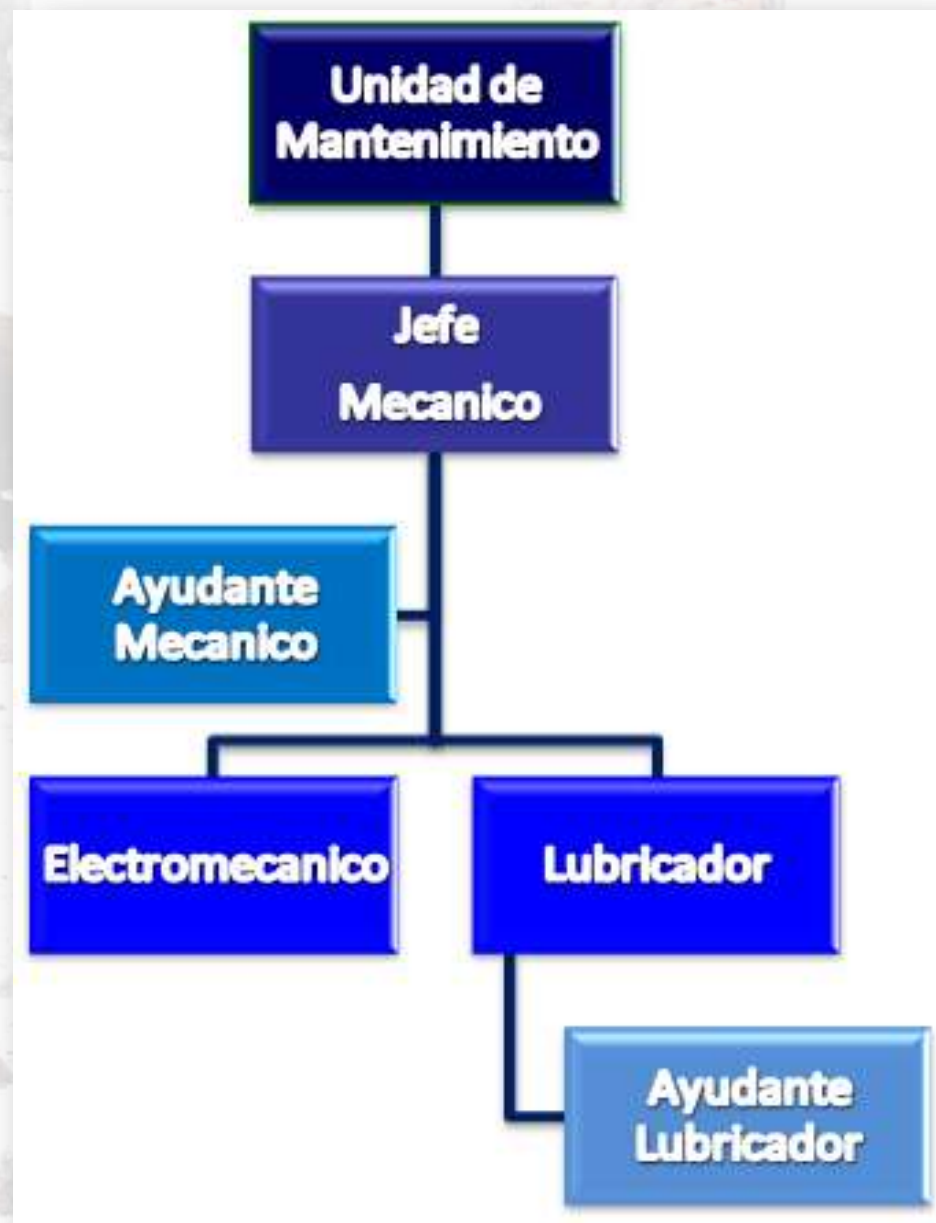 Unidad de
Mantenimiento
Jefe
Mecanico
Ayudante
Mecanico
Electromecanico
Lubricador
Ayudante
Lubricador